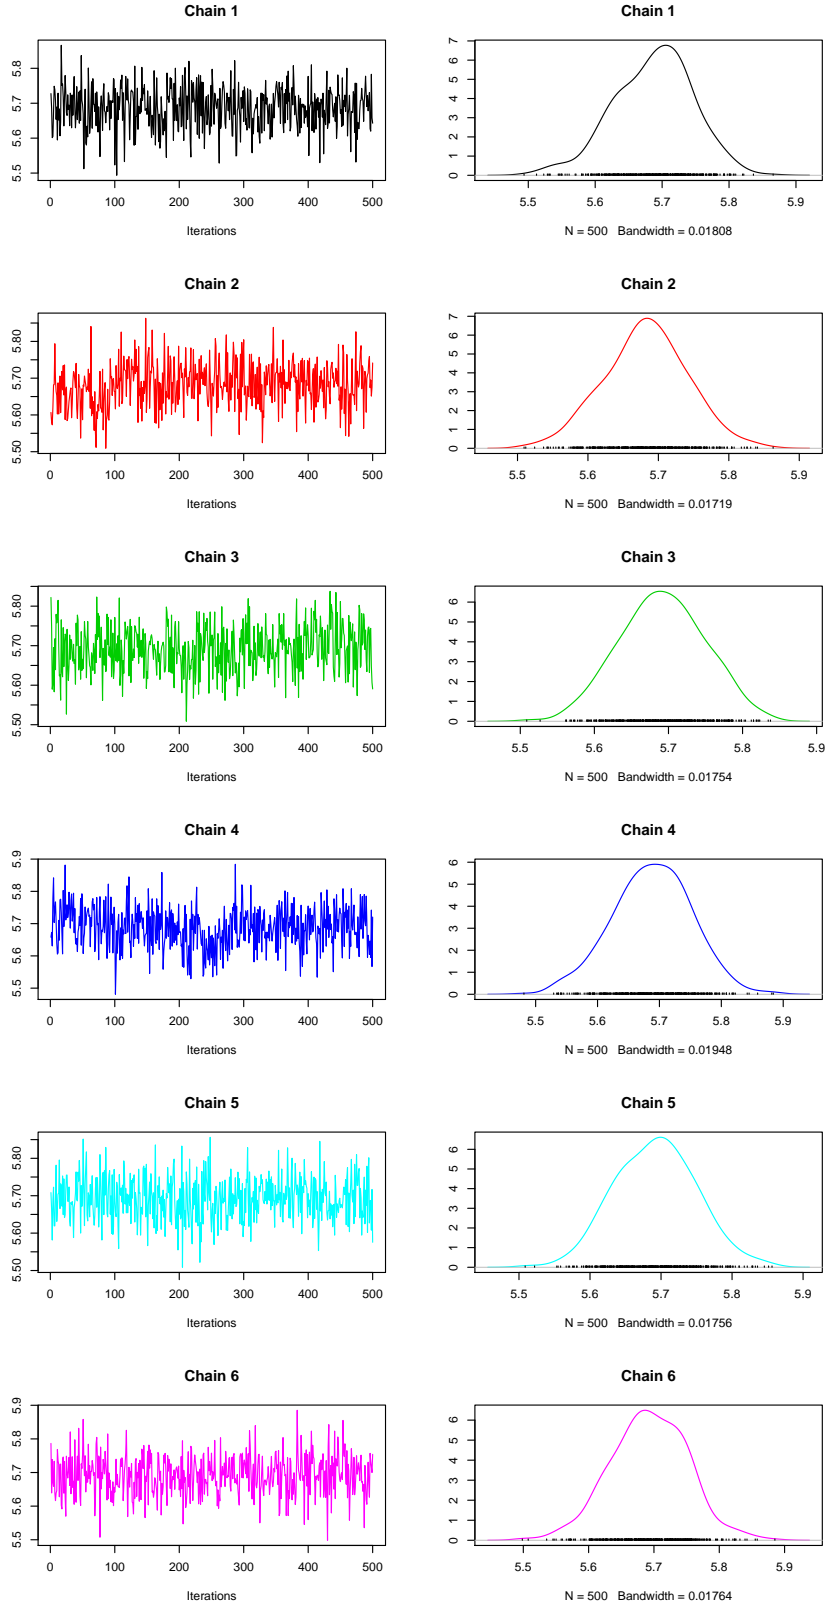 Chain 1 Chain 1
5.5 5.6 5.7 5.8
0 1 2 3 4 5 6 7
0 100 200 300 400 500 5.5 5.6 5.7 5.8 5.9
Iterations N = 500 Bandwidth = 0.01808
Chain 2 Chain 2
5.50 5.60 5.70 5.80
0 1 2 3 4 5 6 7
0 100 200 300 400 500 5.5 5.6 5.7 5.8 5.9
Iterations N = 500 Bandwidth = 0.01719
Chain 3 Chain 3
5.50 5.60 5.70 5.80
0 1 2 3 4 5 6
0 100 200 300 400 500 5.5 5.6 5.7 5.8 5.9
Iterations N = 500 Bandwidth = 0.01754
Chain 4 Chain 4
5.5 5.6 5.7 5.8 5.9
0 1 2 3 4 5 6
0 100 200 300 400 500 5.5 5.6 5.7 5.8 5.9
Iterations N = 500 Bandwidth = 0.01948
Chain 5 Chain 5
5.50 5.60 5.70 5.80
0 1 2 3 4 5 6
0 100 200 300 400 500 5.5 5.6 5.7 5.8 5.9
Iterations N = 500 Bandwidth = 0.01756
Chain 6 Chain 6
5.5 5.6 5.7 5.8 5.9
0 1 2 3 4 5 6
0 100 200 300 400 500 5.5 5.6 5.7 5.8 5.9
Iterations N = 500 Bandwidth = 0.01764